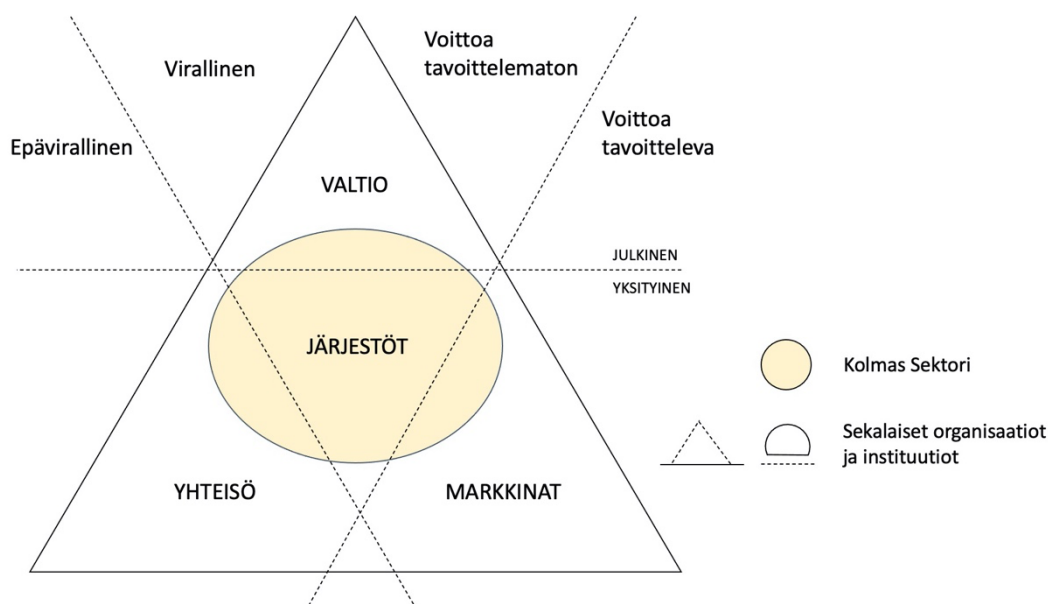 Virallinen
Voittoa
tavoittelematon
Epävirallinen
Voittoa
tavoitteleva
VALTIO
JULKINEN
YKSITYINEN
JÄRJESTÖT
Kolmas Sektori
Sekalaiset organisaatiot
ja instituutiot
YHTEISÖ
MARKKINAT